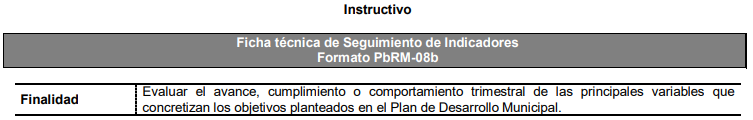 Instructivo
Ficha técnica de Seguimiento de Indicadores
Formato PbRM-08b
Finalidad
Evaluar el avance, cumplimiento o comportamiento trimestral de las principales variables que
concretizan los objetivos planteados en el Plan de Desarrollo Municipal.